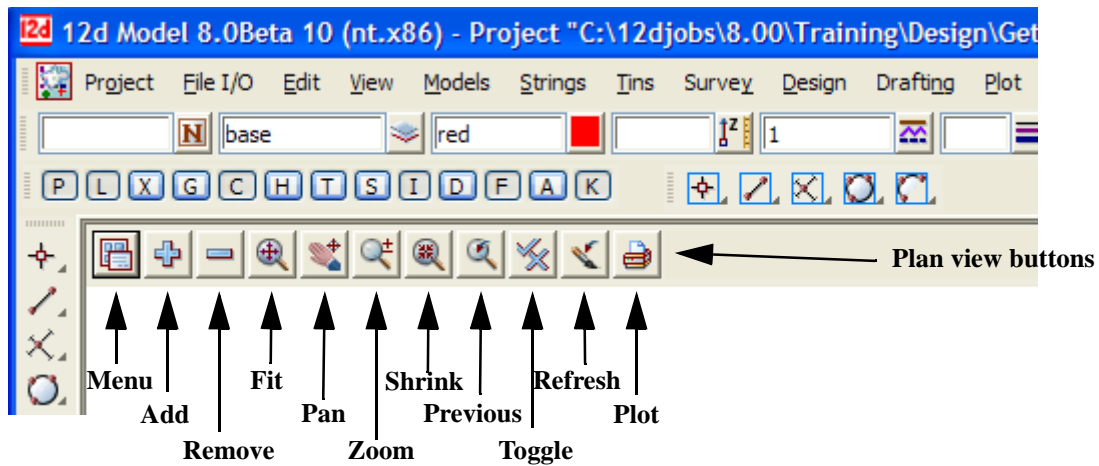 12d 12d Model 8.0Beta 10 (nt.x86) - Project "C:\12djobs\8.00\Training\Design\Get
Project File I/O Edit View Models Strings Tins Survey Design Drafting Plot
N base red z 1
P L X G C H T S I D F A K
Plan view buttons
Menu Fit Shrink Refresh
Add Pan Previous Plot
Remove Zoom Toggle